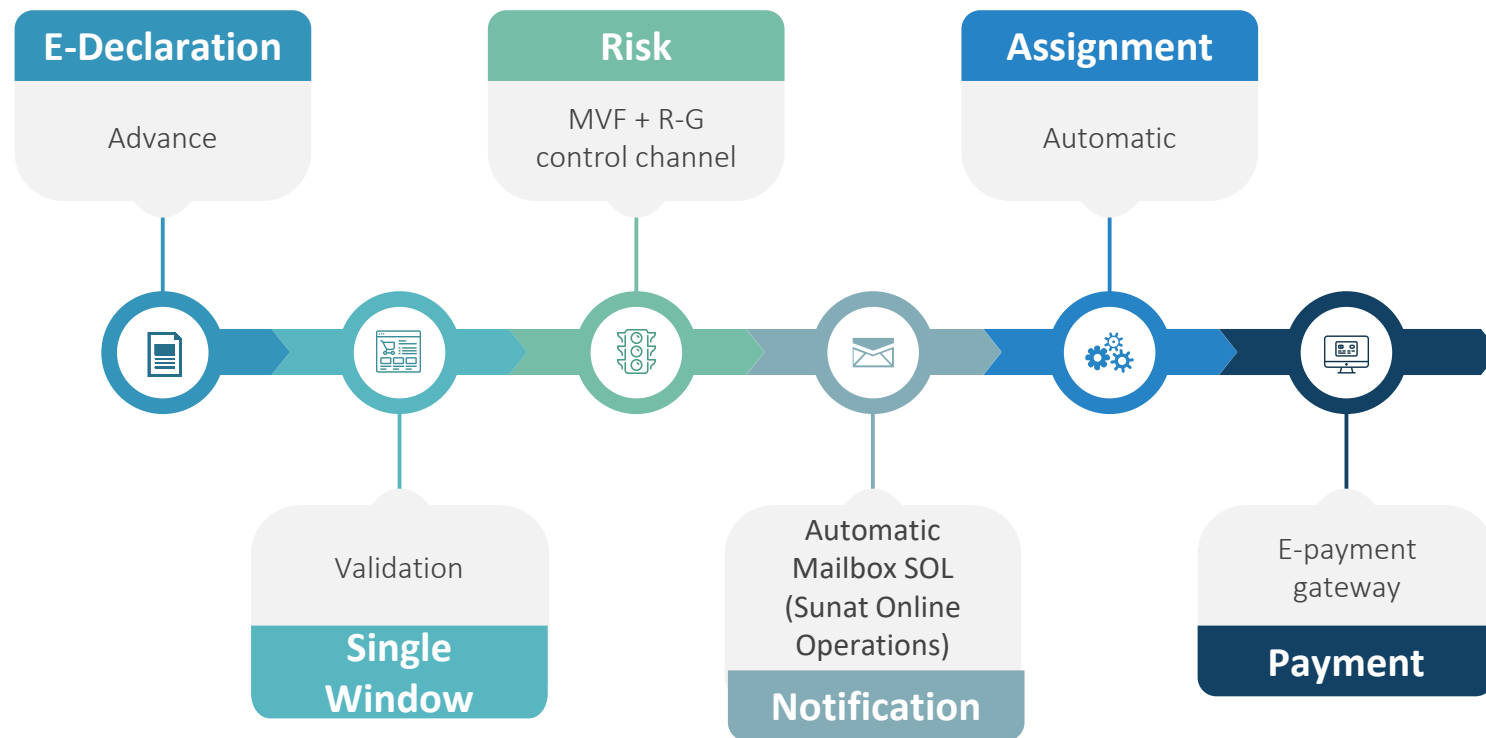 E-Declaration
Advance
Validation
Single
Window
Risk
MVF + R-G
control channel
Automatic
Mailbox SOL
(Sunat Online
Operations)
Notification
Assignment
Automatic
E-payment
gateway
Payment